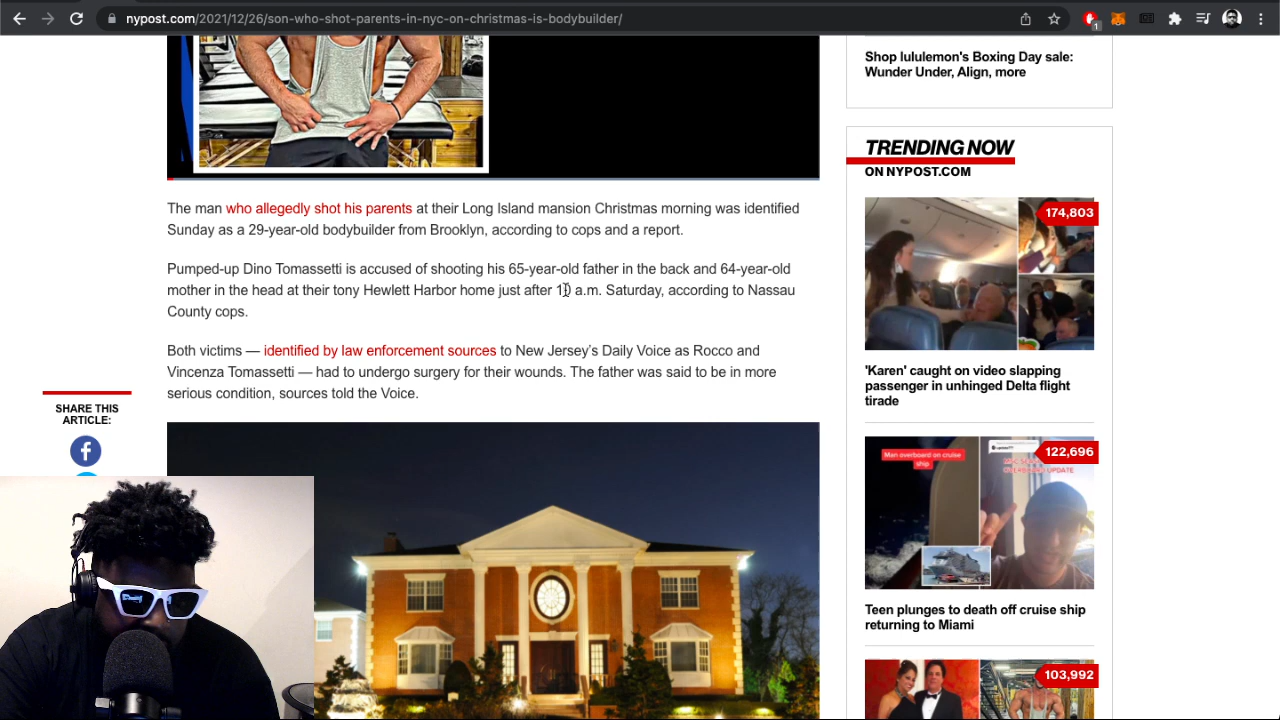 nypost.com/2021/12/26/son-who-shot-parents-in-nyc-on-christmas-is-bodybuilder/
1
Shop lululemon's Boxing Day sale:
Wunder Under, Align, more
TRENDING NOW
ON NYPOST.COM
The man who allegedly shot his parents at their Long Island mansion Christmas morning was identified
Sunday as a 29-year-old bodybuilder from Brooklyn, according to cops and a report.
Pumped-up Dino Tomassetti is accused of shooting his 65-year-old father in the back and 64-year-old
mother in the head at their tony Hewlett Harbor home just after 10 a.m. Saturday, according to Nassau
County cops.
Both victims — identified by law enforcement sources to New Jersey’s Daily Voice as Rocco and
Vincenza Tomassetti — had to undergo surgery for their wounds. The father was said to be in more
serious condition, sources told the Voice.
SHARE THIS
ARTICLE:
174,803
'Karen' caught on video slapping
passenger in unhinged Delta flight
tirade
Man overboard on cruise
ship
122,696
UPDATE
Teen plunges to death off cruise ship
returning to Miami
103,992